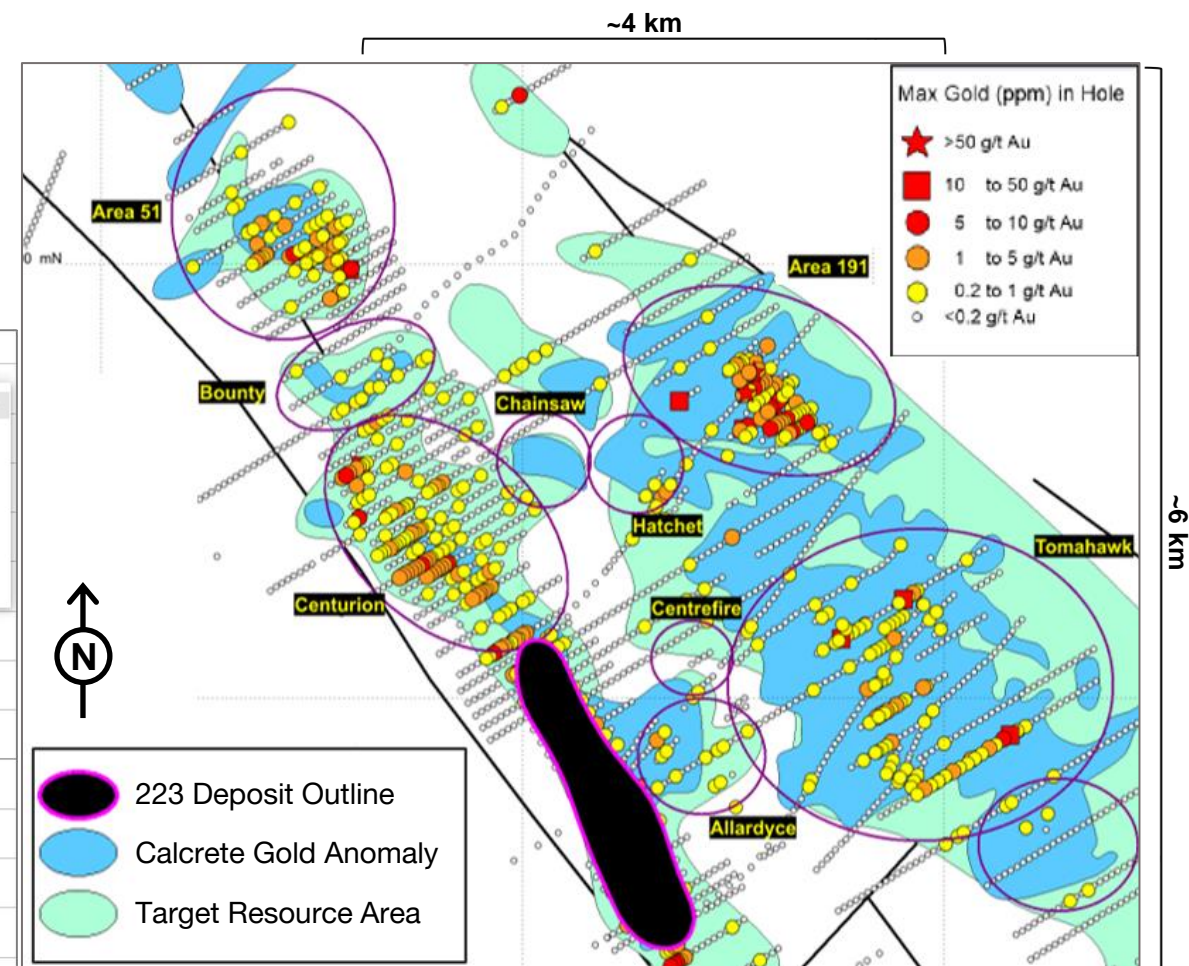 ~4 km
Max Gold (ppm) in Hole
>50 g/t Au
10 to 50 g/t Au
5 to 10 g/t Au
1 to 5 g/t Au
0.2 to 1 g/t Au
<0.2 g/t Au
Area 51
0 mN
Area 191
Bounty
Chainsaw
Hatchet
Tomahawk
~6 km
Centurion
Centrefire
N
223 Deposit Outline
Calcrete Gold Anomaly
Target Resource Area
Allardyce